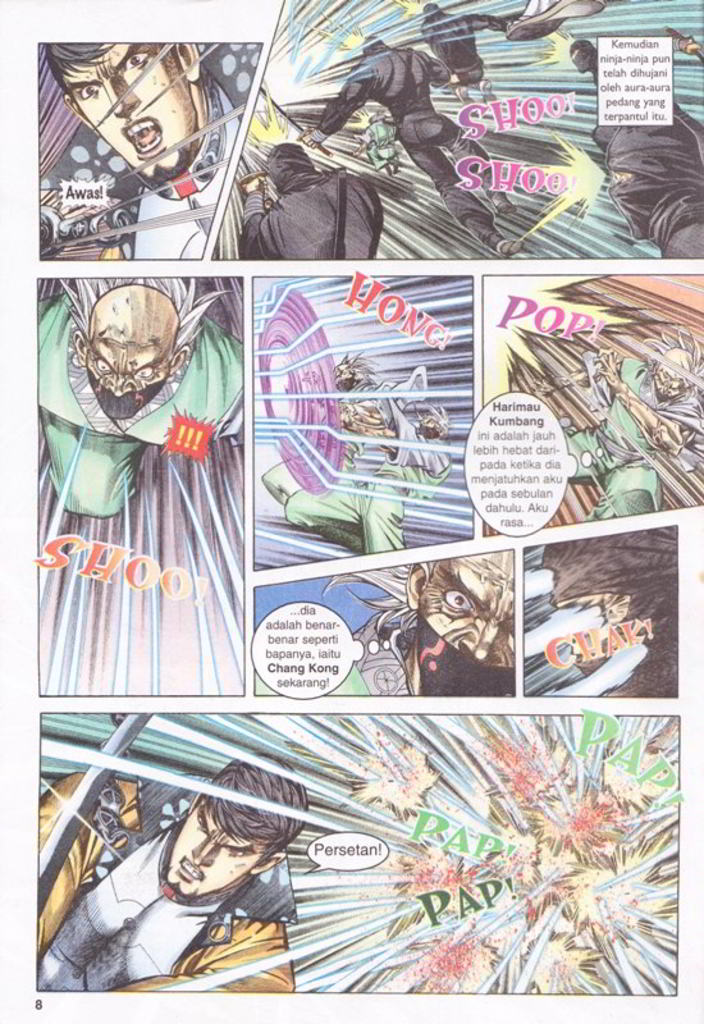 Awas!
Kemudian
ninja-ninja pun
telah dihujani
oleh aura-aura
pedang yang
terpantul itu.
SHOO!
SHOO!
!!!
SHOO!
HONG!
POP!
Harimau
Kumbang
ini adalah jauh
lebih hebat dari-
pada ketika dia
menjatuhkan aku
pada sebulan
dahulu. Aku
rasa...
...dia
adalah benar-
benar seperti
bapanya, iaitu
Chang Kong
sekarang!
CHAK!
Persetan!
PAP!
PAP!
PAP!
8